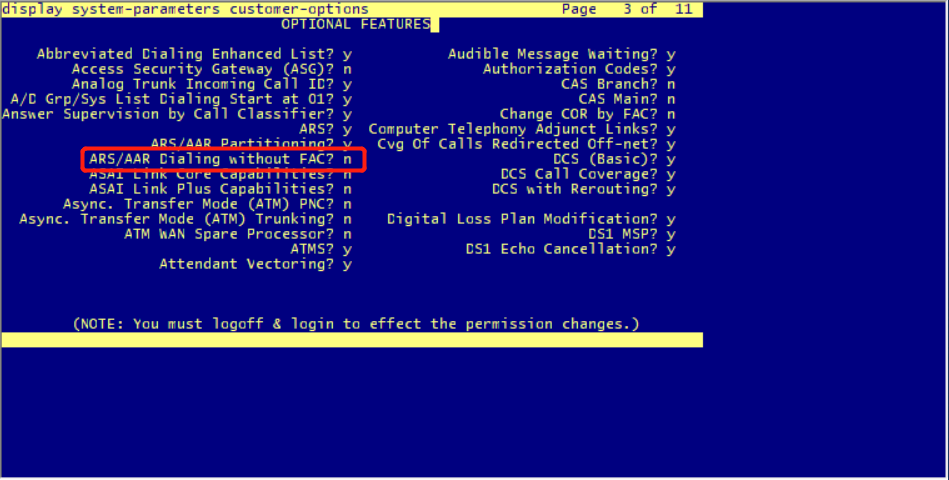 display system-parameters customer-options Page 3 of 11
OPTIONAL FEATURES
Abbreviated Dialing Enhanced List? y Audible Message Waiting? y
Access Security Gateway (ASG)? n Authorization Codes? y
Analog Trunk Incoming Call ID? y CAS Branch? n
A/D Grp/Sys List Dialing Start at 01? y CAS Main? n
Answer Supervision by Call Classifier? y Change COR by FAC? n
ARS? y Computer Telephony Adjunct Links? y
ARS/AAR Partitioning? y Cvg Of Calls Redirected Off-net? y
ARS/AAR Dialing without FAC? n DCS (Basic)? y
ASAI Link Core Capabilities? n DCS Call Coverage? y
ASAI Link Plus Capabilities? n DCS with Rerouting? y
Async. Transfer Mode (ATM) PNC? n
Async. Transfer Mode (ATM) Trunking? n Digital Loss Plan Modification? y
ATM WAN Spare Processor? n DS1 MSP? y
ATMS? y DS1 Echo Cancellation? y
Attendant Vectoring? y
(NOTE: You must logoff & login to effect the permission changes.)